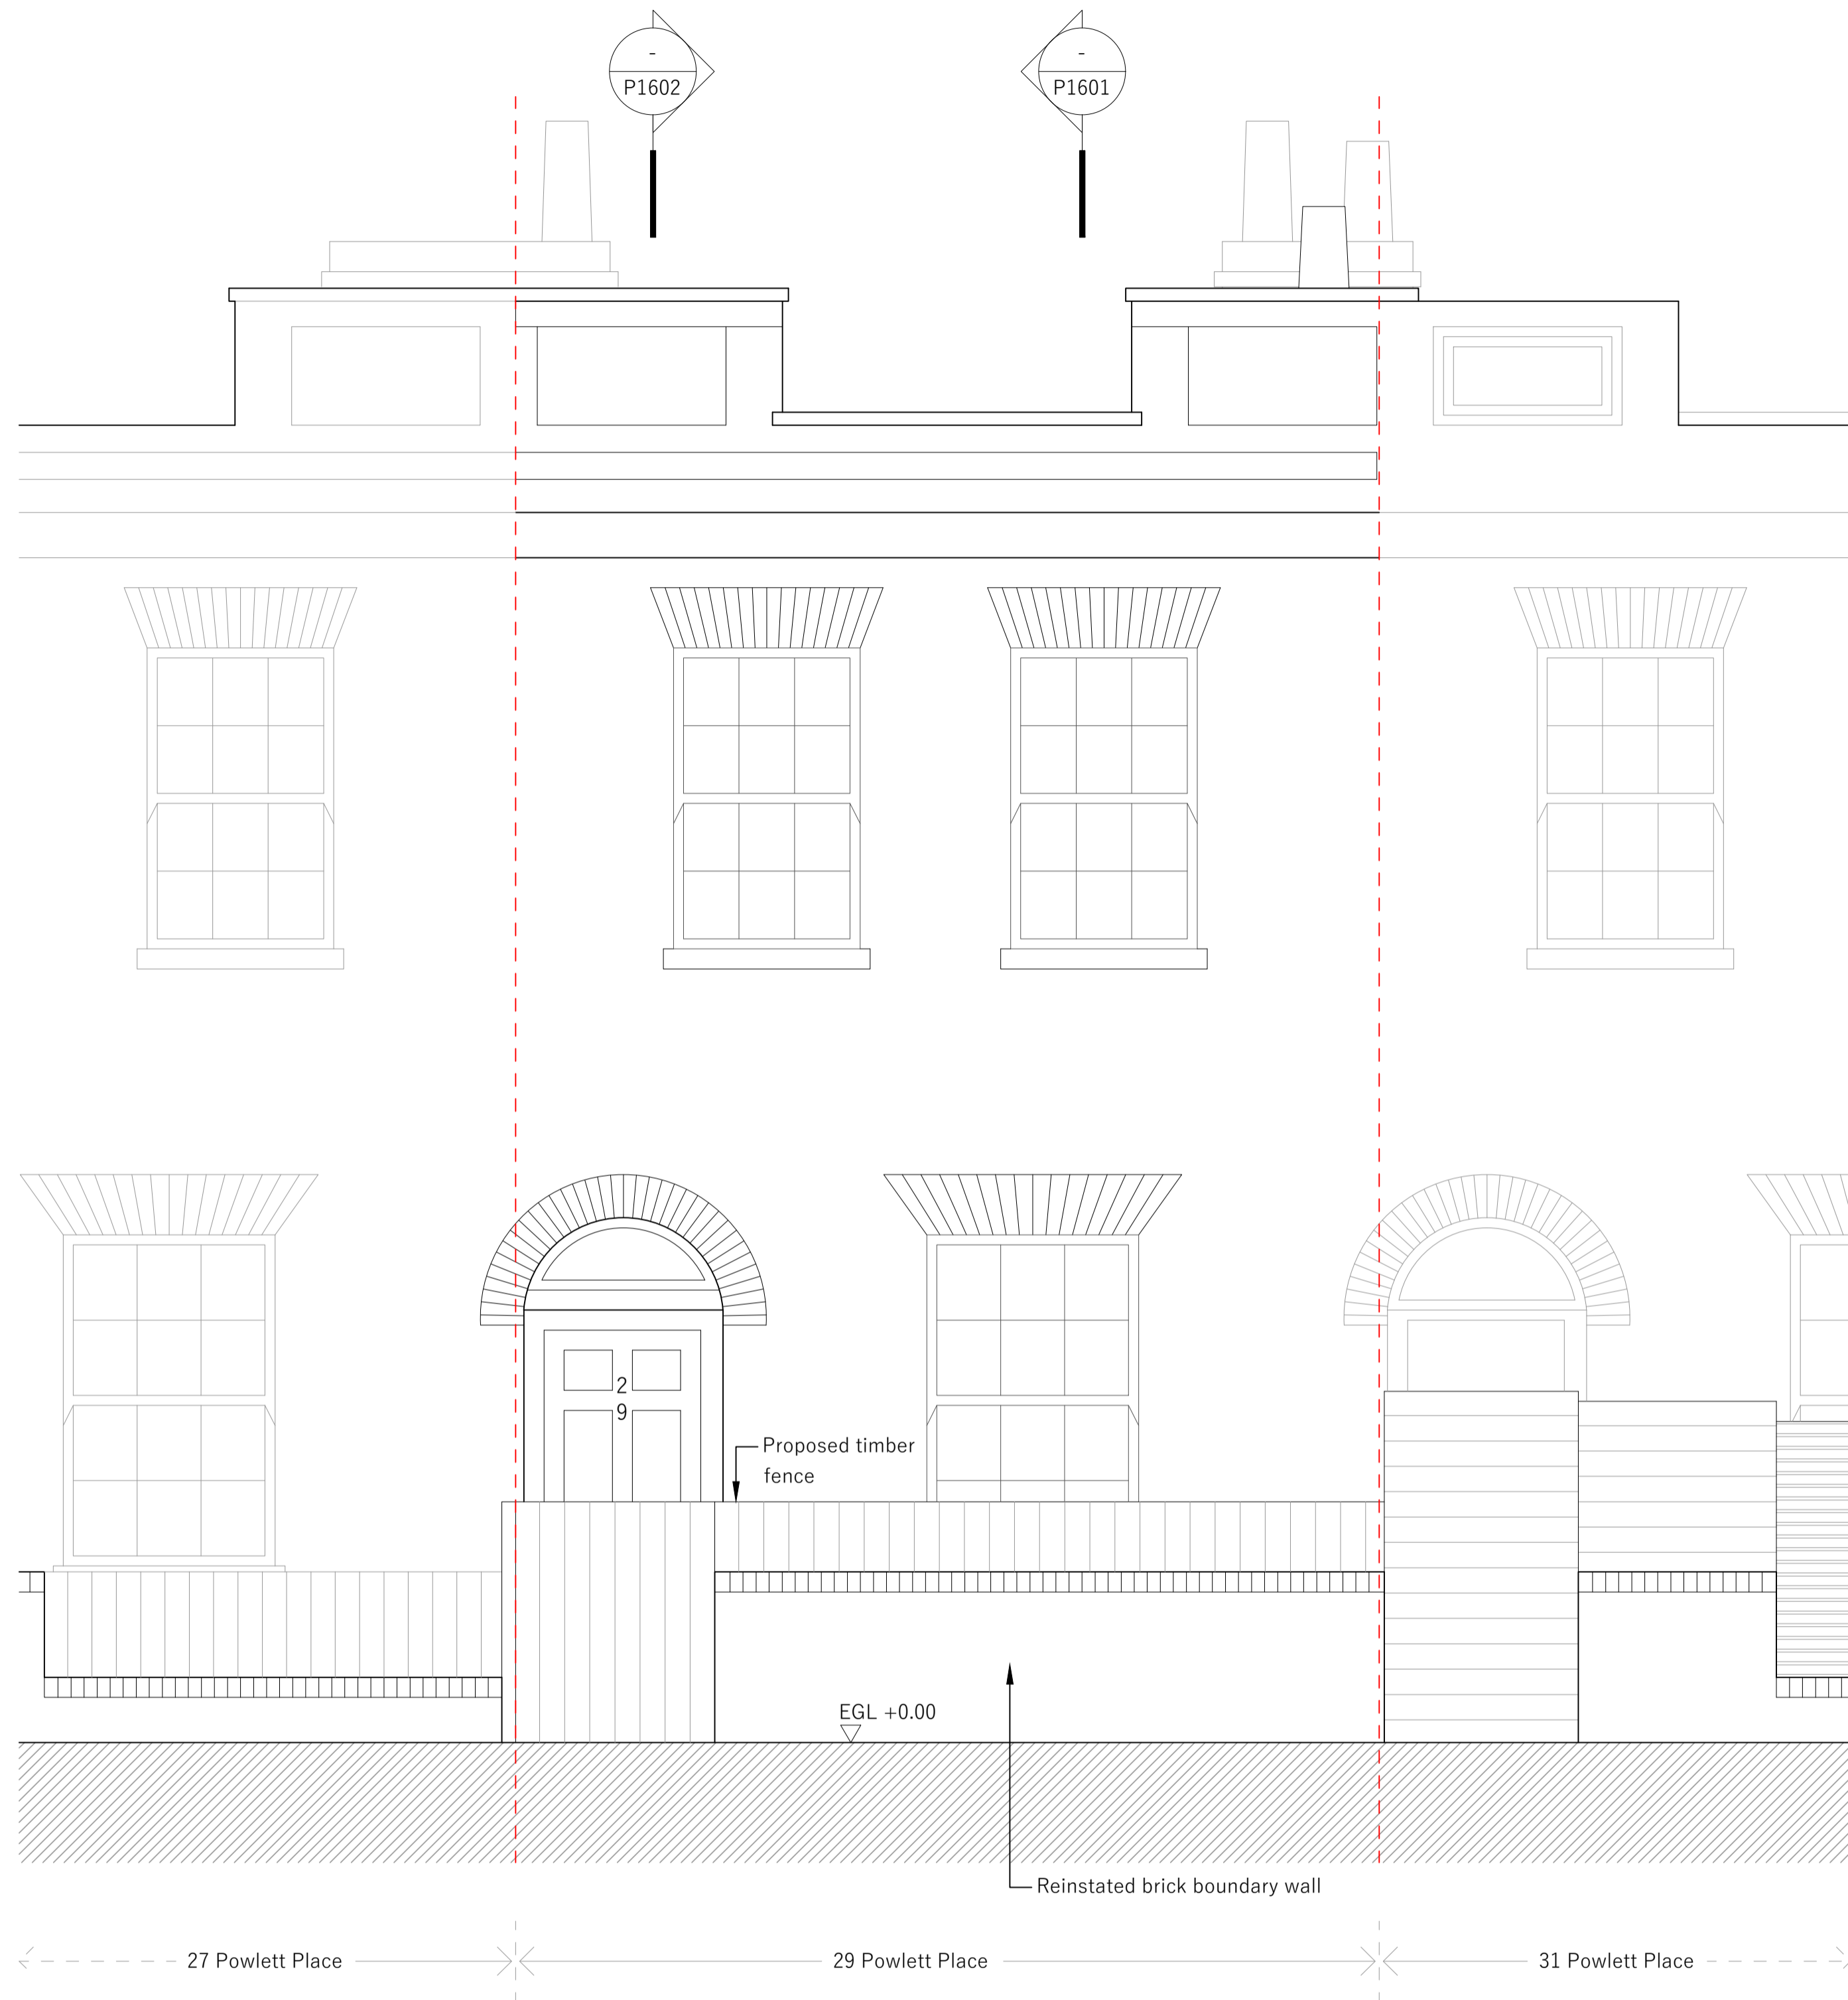 -
P1602
-
P1601
2
9
Proposed timber
fence
EGL +0.00
Reinstated brick boundary wall
27 Powlett Place
29 Powlett Place
31 Powlett Place